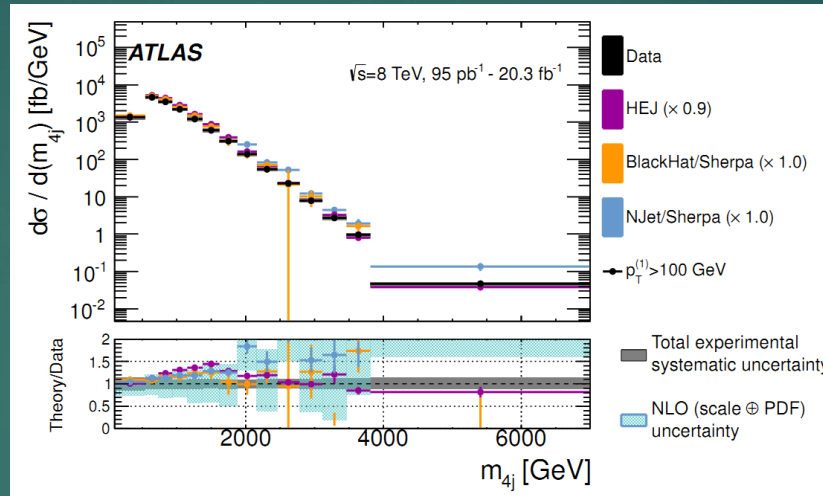 ATLAS
√s=8 TeV, 95 pb⁻¹ - 20.3 fb⁻¹
dσ / d(m₄ⱼ) [fb/GeV]
10⁵
10⁴
10³
10²
10
1
10⁻¹
10⁻²
Data
HEJ (× 0.9)
BlackHat/Sherpa (× 1.0)
NJet/Sherpa (× 1.0)
p_T^(1)>100 GeV
Theory/Data
2
1.5
1
0.5
0
2000 4000 6000
m₄ⱼ [GeV]
Total experimental
systematic uncertainty
NLO (scale ⊕ PDF)
uncertainty